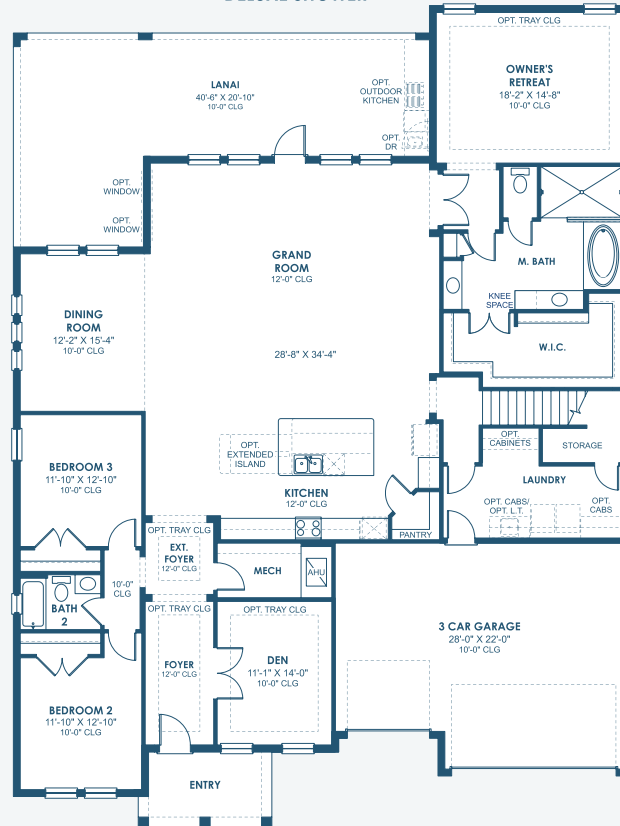 OPT. TRAY CLG
OWNER'S
RETREAT
18'-2" X 14'-8"
10'-0" CLG
LANAI
40'-6" X 20'-10"
10'-0" CLG
OPT.
OUTDOOR
KITCHEN
OPT.
DR
OPT.
WINDOW
OPT.
WINDOW
GRAND
ROOM
12'-0" CLG
28'-8" X 34'-4"
M. BATH
KNEE
SPACE
W.I.C.
DINING
ROOM
12'-2" X 15'-4"
10'-0" CLG
OPT.
CABINETS
STORAGE
OPT.
EXTENDED
ISLAND
KITCHEN
12'-0" CLG
LAUNDRY
OPT. CABS/
OPT. L.T.
OPT.
CABS
PANTRY
BEDROOM 3
11'-10" X 12'-10"
10'-0" CLG
OPT. TRAY CLG
EXT.
FOYER
12'-0" CLG
MECH
AHU
10'-0"
CLG
BATH
2
OPT. TRAY CLG
FOYER
12'-0" CLG
OPT. TRAY CLG
DEN
11'-1" X 14'-0"
10'-0" CLG
3 CAR GARAGE
28'-0" X 22'-0"
10'-0" CLG
BEDROOM 2
11'-10" X 12'-10"
10'-0" CLG
ENTRY